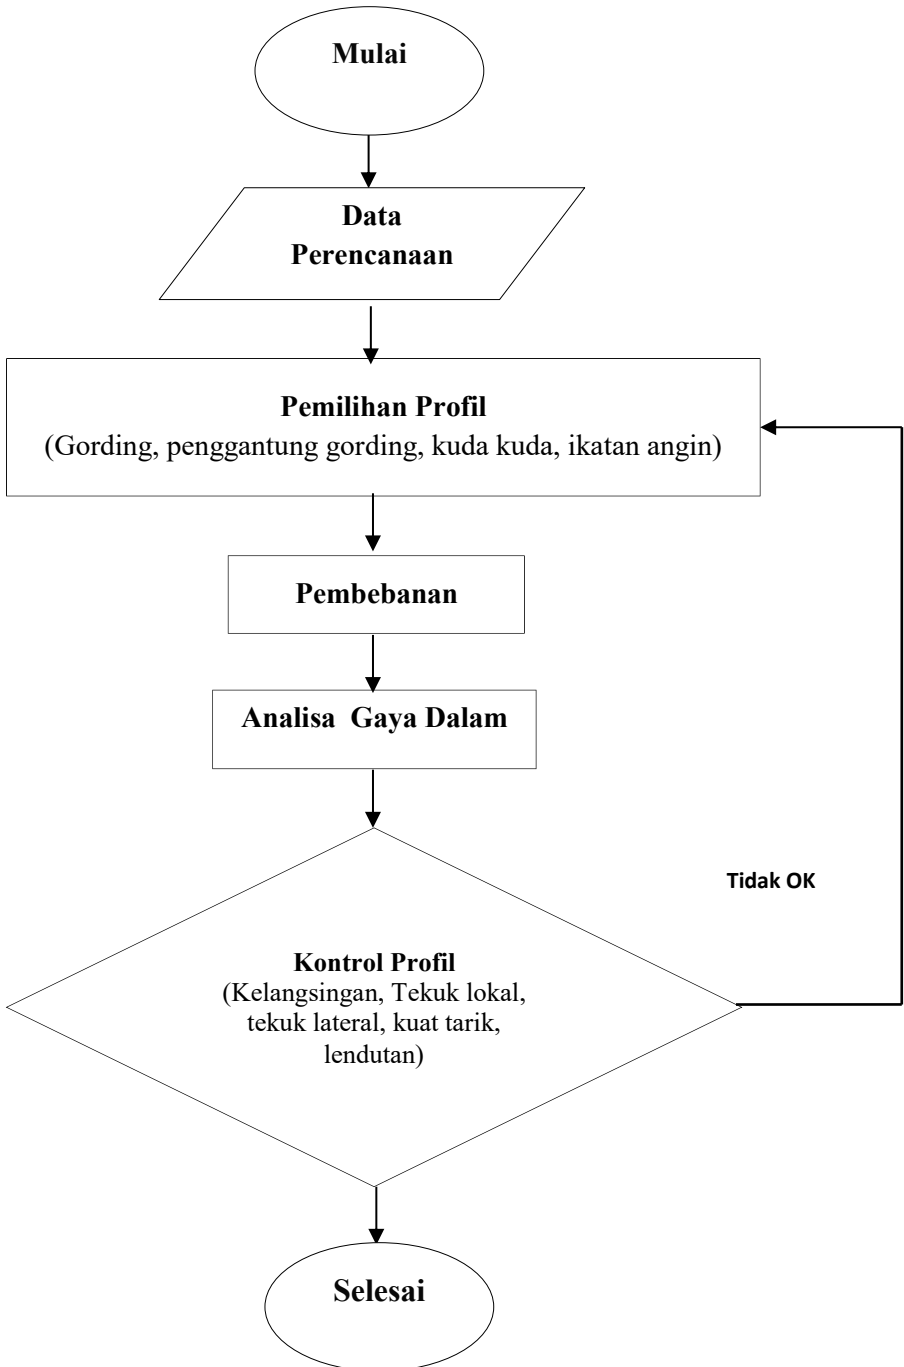 Mulai
Data
Perencanaan
Pemilihan Profil
(Gording, penggantung gording, kuda kuda, ikatan angin)
Pembebanan
Analisa  Gaya Dalam
Tidak OK
Kontrol Profil
(Kelangsingan, Tekuk lokal,
tekuk lateral, kuat tarik,
lendutan)
Selesai